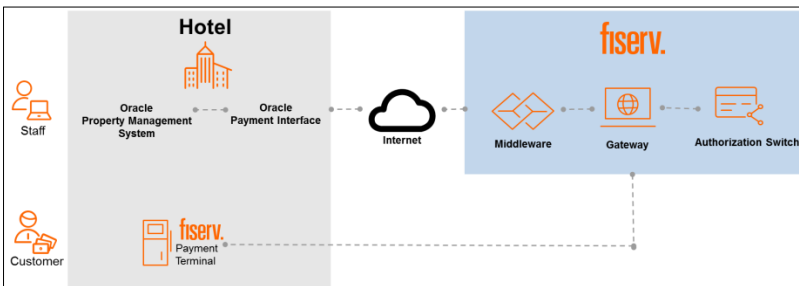 Hotel
fiserv.
Staff
Oracle
Property Management
System
Oracle
Payment Interface
Internet
Middleware
Gateway
Authorization Switch
Customer
fiserv.
Payment
Terminal